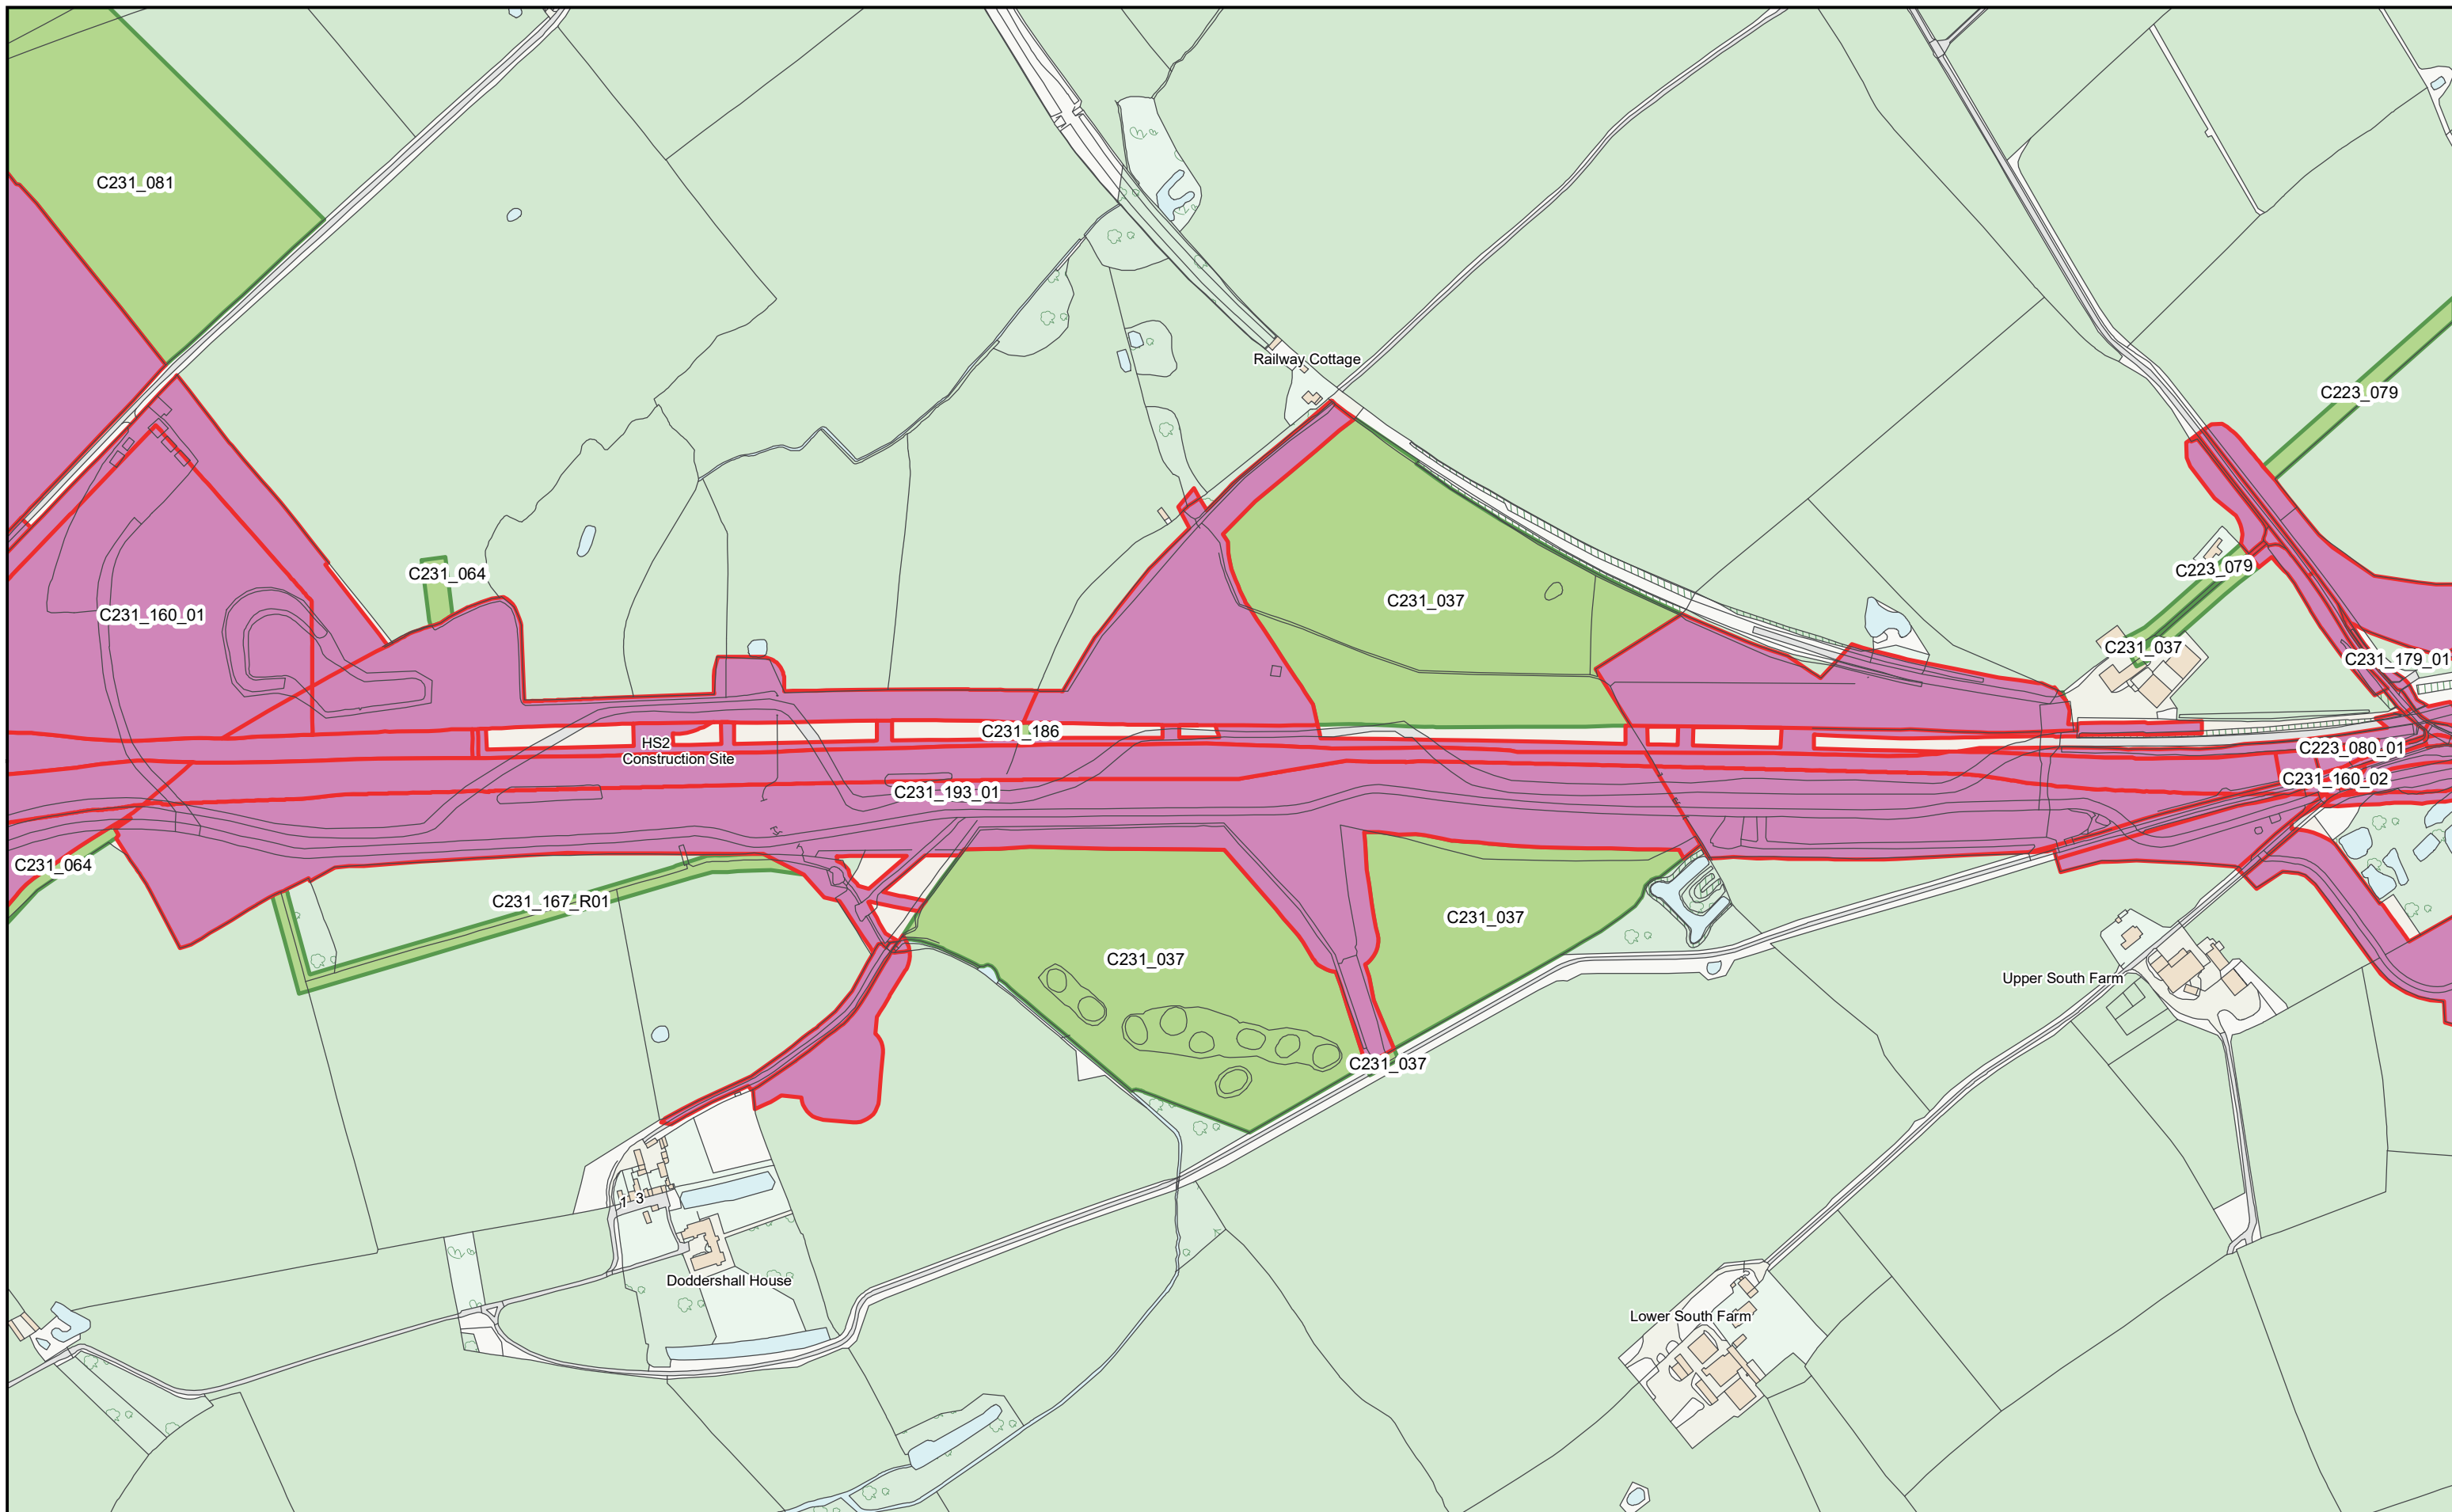 C231_081
Railway Cottage
C223_079
C231_064
C223_079
C231_037
C231_160_01
C231_037
C231_179_01
C231_186
HS2
Construction Site
C223_080_01
C231_160_02
C231_193_01
C231_064
C231_167_R01
C231_037
C231_037
Upper South Farm
C231_037
1
3
Doddershall House
Lower South Farm